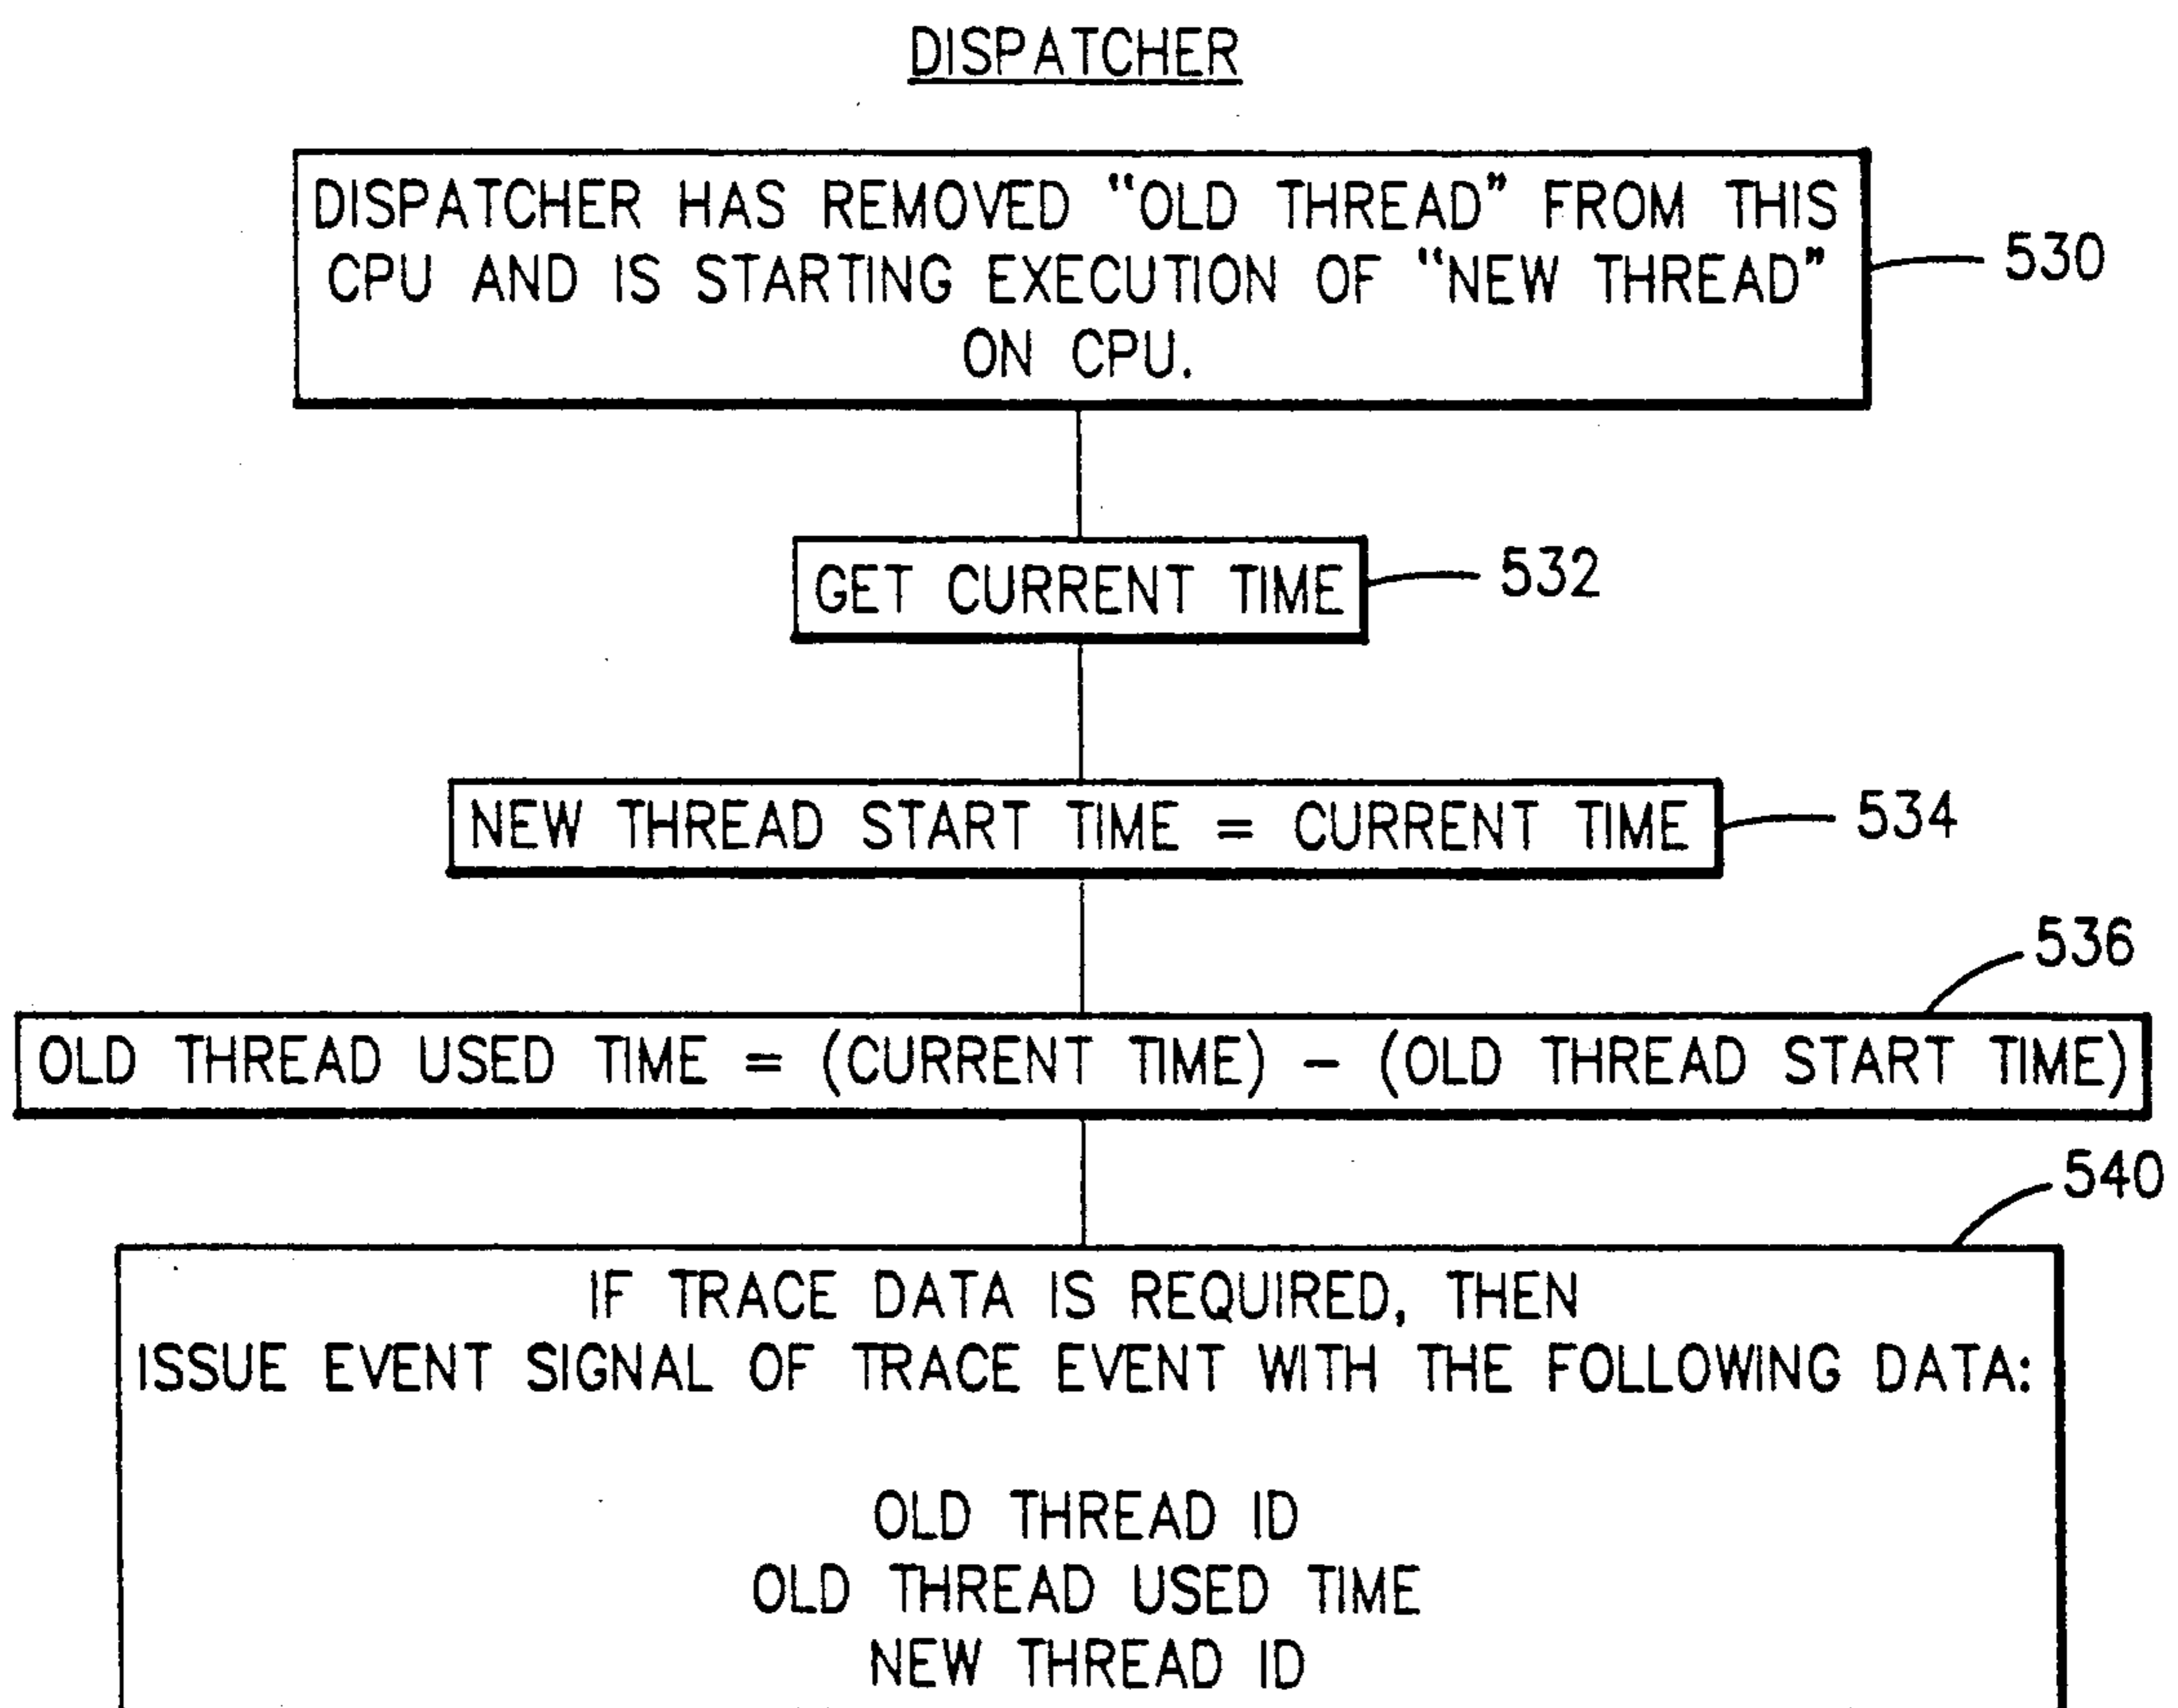 DISPATCHER
DISPATCHER HAS REMOVED "OLD THREAD" FROM THIS
CPU AND IS STARTING EXECUTION OF "NEW THREAD"
ON CPU.
530
GET CURRENT TIME
532
NEW THREAD START TIME = CURRENT TIME
534
536
OLD THREAD USED TIME = (CURRENT TIME) – (OLD THREAD START TIME)
540
IF TRACE DATA IS REQUIRED, THEN
ISSUE EVENT SIGNAL OF TRACE EVENT WITH THE FOLLOWING DATA:
OLD THREAD ID
OLD THREAD USED TIME
NEW THREAD ID